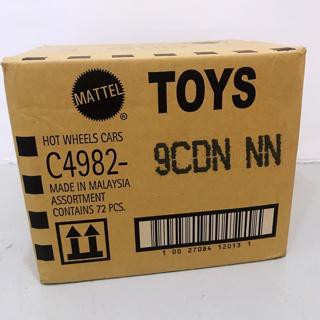 MATTEL
®
TOYS
HOT WHEELS CARS
C4982-
9CDN NN
MADE IN MALAYSIA
ASSORTMENT
CONTAINS 72 PCS.
1 00 27084 12013 1